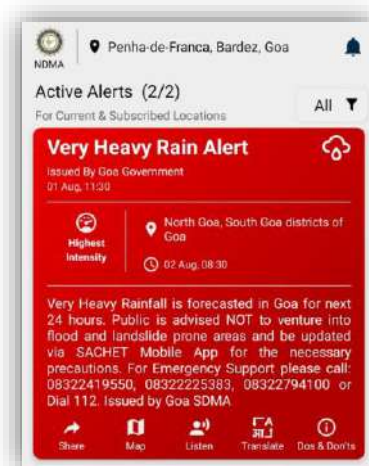 NDMA
Penha-de-Franca, Bardez, Goa
Active Alerts (2/2)
For Current & Subscribed Locations
All
Very Heavy Rain Alert
Issued By Goa Government
01 Aug, 11:30
Highest
Intensity
North Goa, South Goa districts of
Goa
02 Aug, 08:30
Very Heavy Rainfall is forecasted in Goa for next
24 hours. Public is advised NOT to venture into
flood and landslide prone areas and be updated
via SACHET Mobile App for the necessary
precautions. For Emergency Support please call:
08322419550, 08322225383, 08322794100 or
Dial 112. Issued by Goa SDMA
Share Map Listen Translate Dos & Don'ts